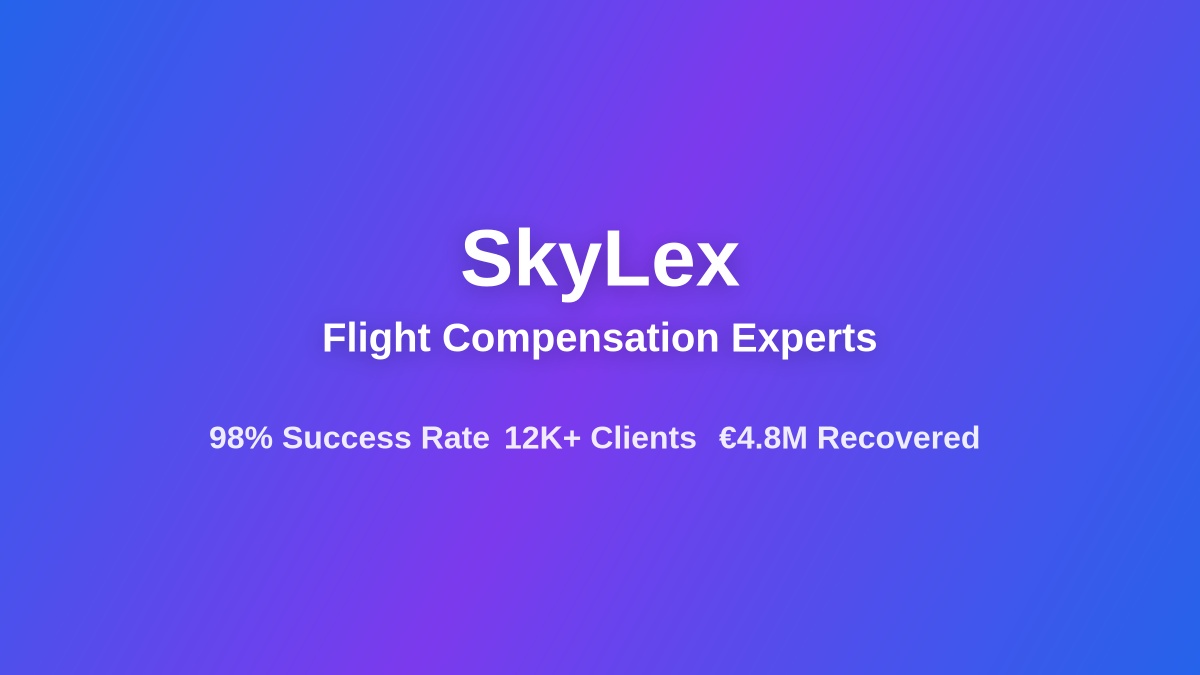 SkyLex
Flight Compensation Experts
98% Success Rate 12K+ Clients €4.8M Recovered